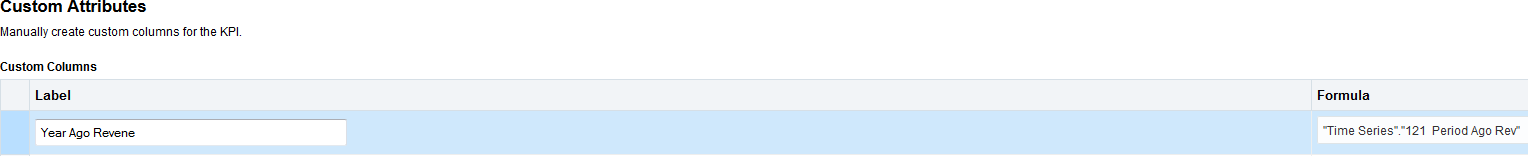 Custom Attributes
Manually create custom columns for the KPI.
Custom Columns
Label Formula
Year Ago Revene "Time Series"."121  Period Ago Rev"